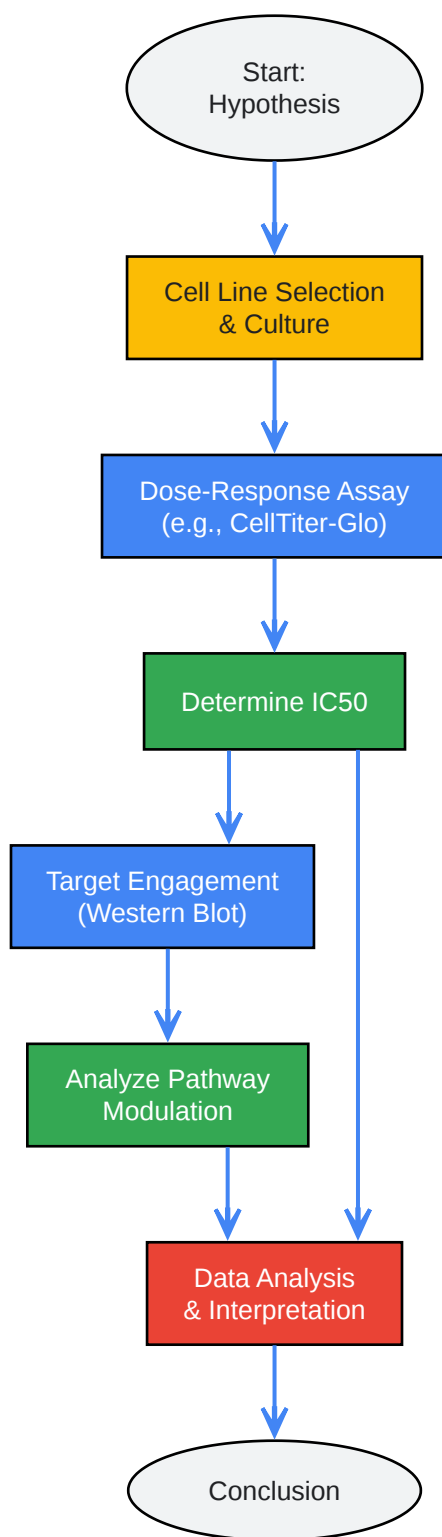 Start:
Hypothesis
Cell Line Selection
& Culture
Dose-Response Assay
(e.g., CellTiter-Glo)
Determine IC50
Target Engagement
(Western Blot)
Analyze Pathway
Modulation
Data Analysis
& Interpretation
Conclusion